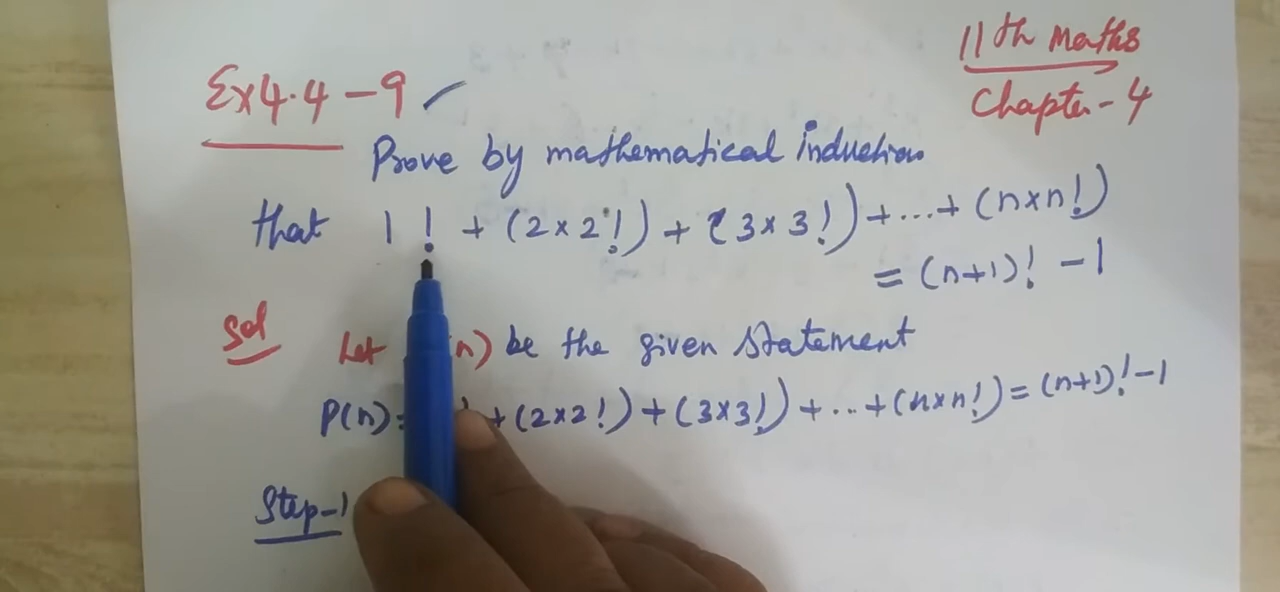 11th Maths
Chapter-4
Ex4.4-9
Prove by mathematical Induction
that 1! + (2×2!) + (3×3!) + ... + (n×n!)
= (n+1)! - 1
Sol Let (n) be the given Statement
P(n)= ! + (2×2!) + (3×3!) + ... + (n×n!) = (n+1)! - 1
Step-1